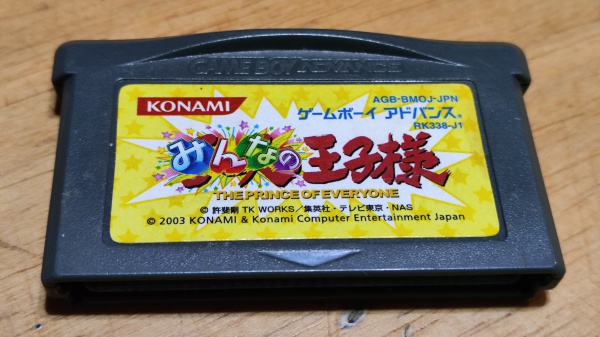 GAME BOY ADVANCE
KONAMI
AGB-BMOJ-JPN
ゲームボーイ アドバンス®
RK338-J1
みんなの王子様
THE PRINCE OF EVERYONE
© 許斐剛 TK WORKS/集英社・テレビ東京・NAS
© 2003 KONAMI & Konami Computer Entertainment Japan